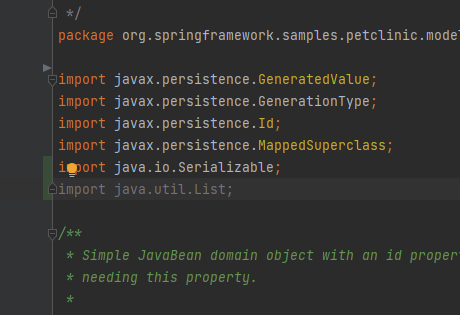 */
package org.springframework.samples.petclinic.model
import javax.persistence.GeneratedValue;
import javax.persistence.GenerationType;
import javax.persistence.Id;
import javax.persistence.MappedSuperclass;
import java.io.Serializable;
import java.util.List;
/**
* Simple JavaBean domain object with an id propert
* needing this property.
*